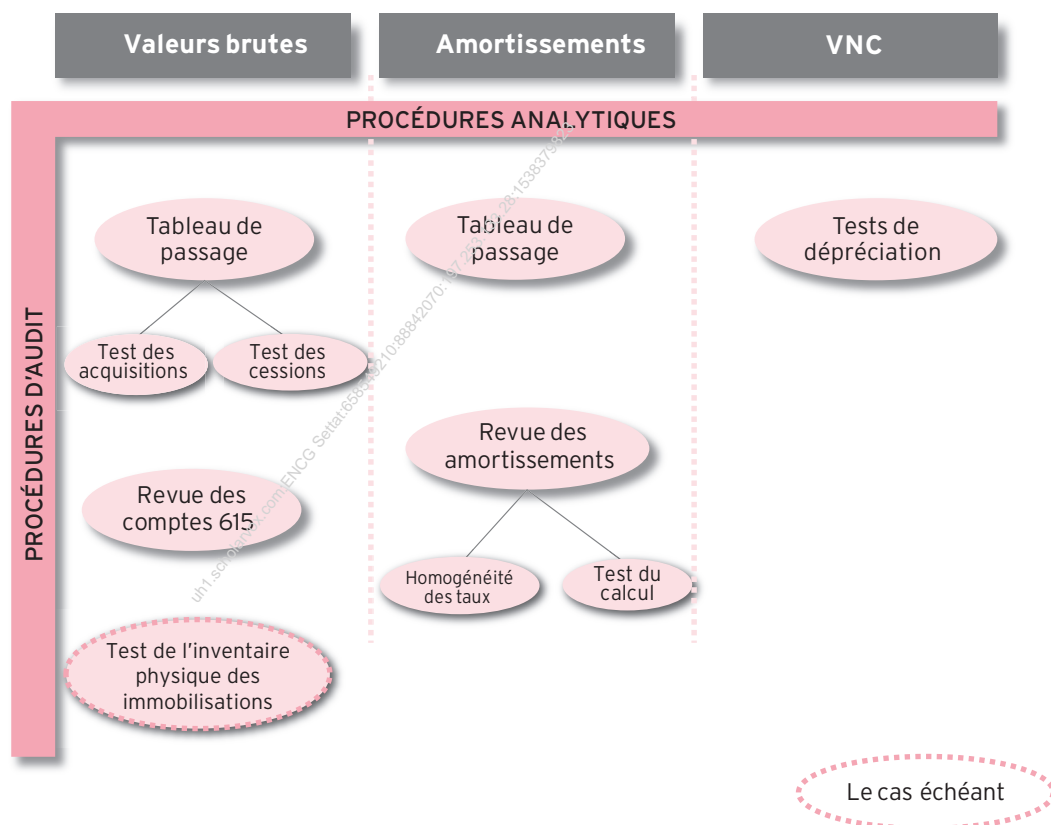 Valeurs brutes
Amortissements
VNC
PROCÉDURES ANALYTIQUES
PROCÉDURES D'AUDIT
Tableau de
passage
Test des
acquisitions
Test des
cessions
Revue des
comptes 615
Test de l'inventaire
physique des
immobilisations
Tableau de
passage
Revue des
amortissements
Homogénéité
des taux
Test du
calcul
Tests de
dépréciation
Le cas échéant